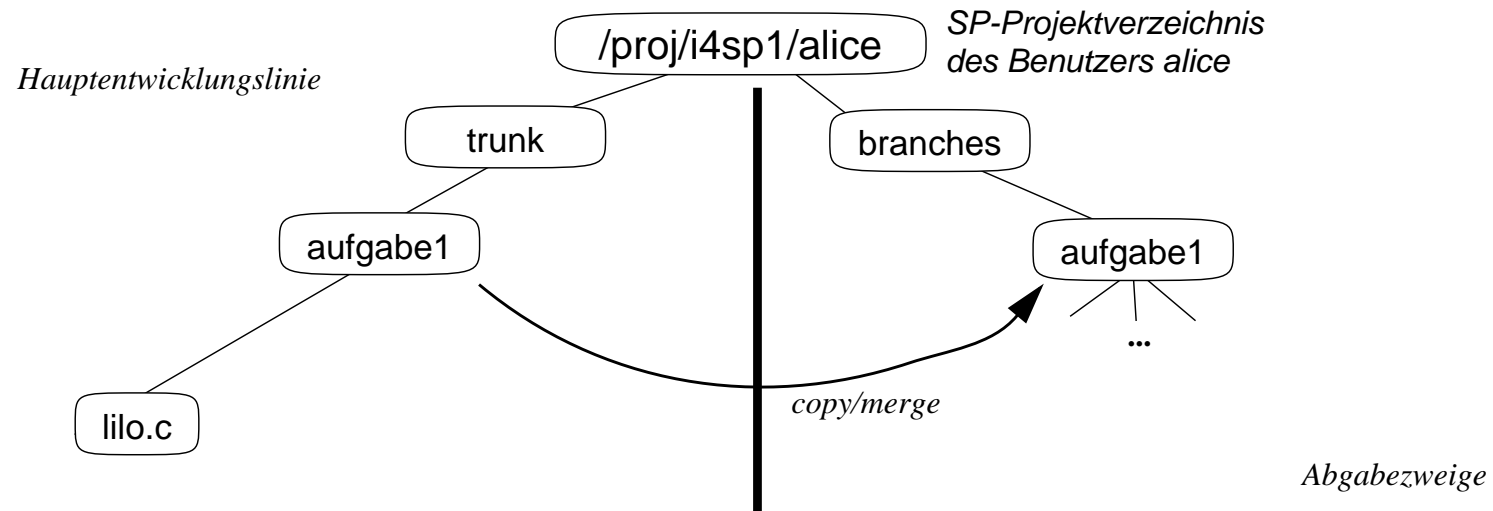 /proj/i4sp1/alice
SP-Projektverzeichnis
des Benutzers alice
Hauptentwicklungslinie
trunk
branches
aufgabe1
aufgabe1
...
copy/merge
lilo.c
Abgabezweige